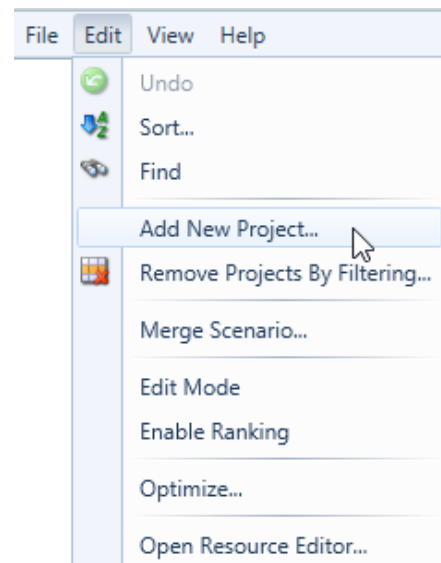 File Edit View Help
Undo
Sort...
Find
Add New Project...
Remove Projects By Filtering...
Merge Scenario...
Edit Mode
Enable Ranking
Optimize...
Open Resource Editor...